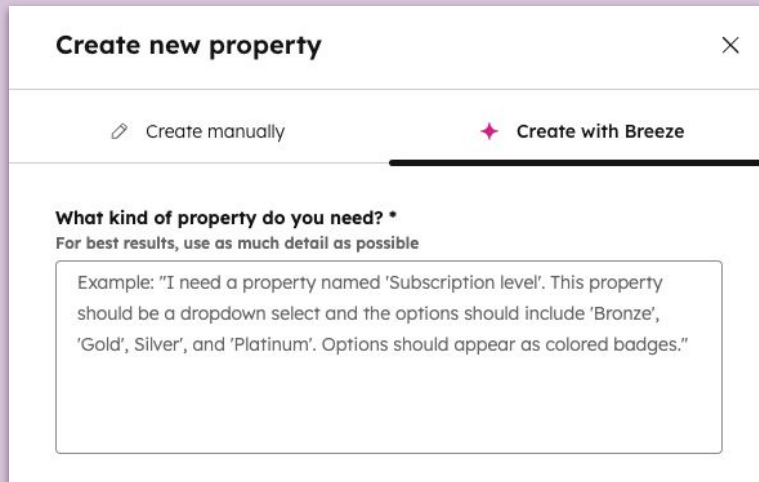 Create new property
Create manually
Create with Breeze
What kind of property do you need? *
For best results, use as much detail as possible
Example: "I need a property named 'Subscription level'. This property
should be a dropdown select and the options should include 'Bronze',
'Gold', Silver', and 'Platinum'. Options should appear as colored badges."